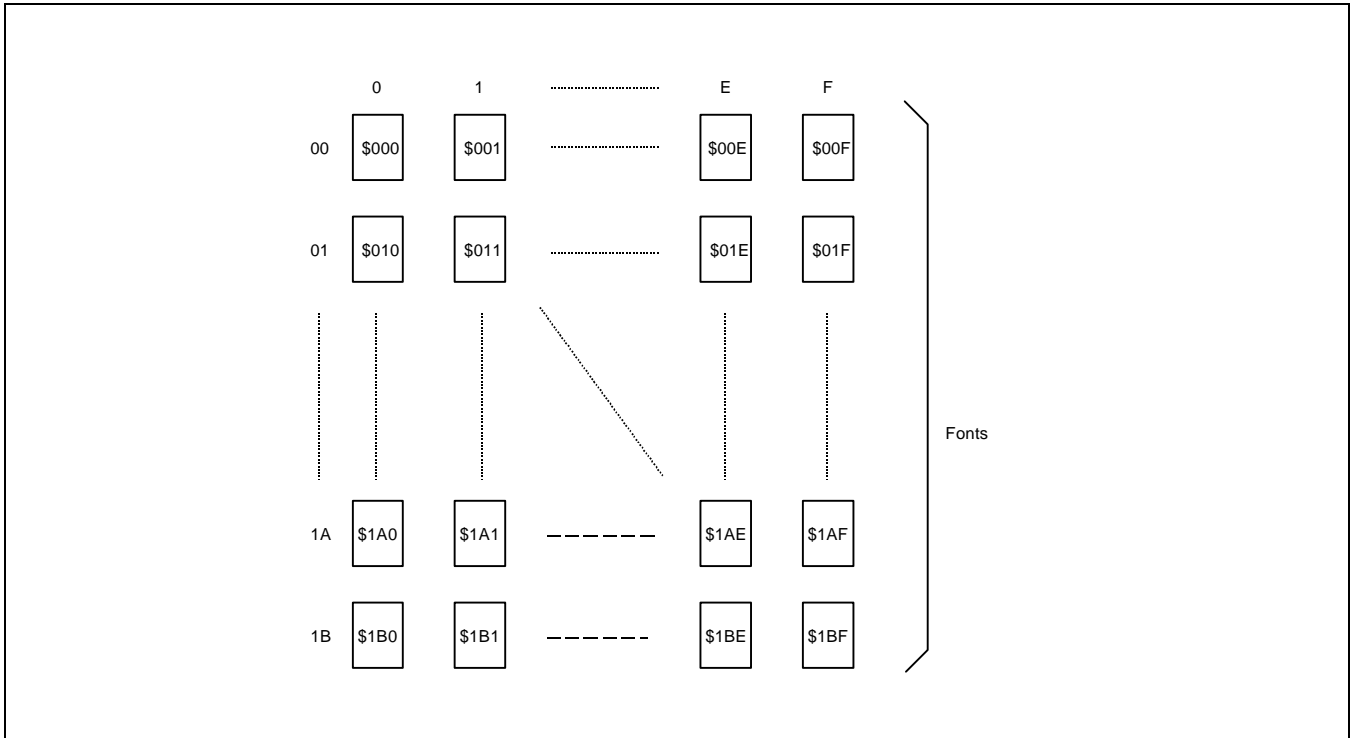 0 1 E F
00 $000 $001 $00E $00F
01 $010 $011 $01E $01F
Fonts
1A $1A0 $1A1 $1AE $1AF
1B $1B0 $1B1 $1BE $1BF